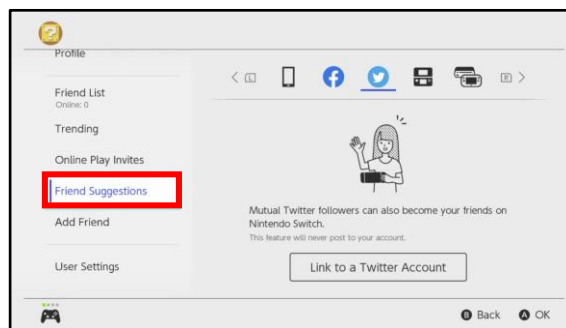 Profile
Friend List
Online: 0
Trending
Online Play Invites
Friend Suggestions
Add Friend
User Settings
L
R
Mutual Twitter followers can also become your friends on
Nintendo Switch.
This feature will never post to your account.
Link to a Twitter Account
B Back
A OK